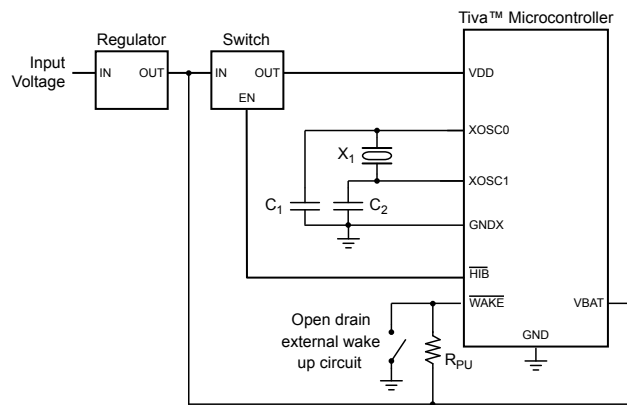 Tiva™ Microcontroller
Regulator
Switch
Input
Voltage
IN
OUT
IN
OUT
EN
VDD
XOSC0
X1
XOSC1
C1
C2
GNDX
HIB
WAKE
VBAT
Open drain
external wake
up circuit
RPU
GND